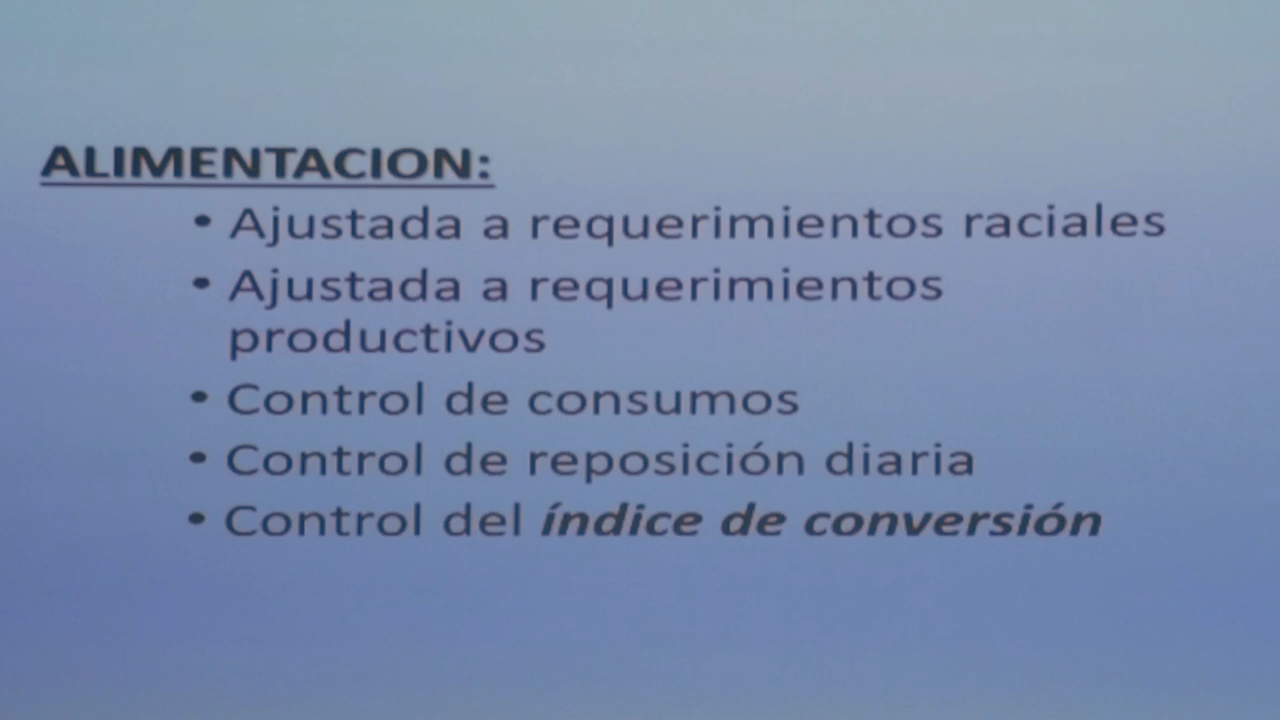 ALIMENTACION:
• Ajustada a requerimientos raciales
• Ajustada a requerimientos
productivos
• Control de consumos
• Control de reposición diaria
• Control del índice de conversión